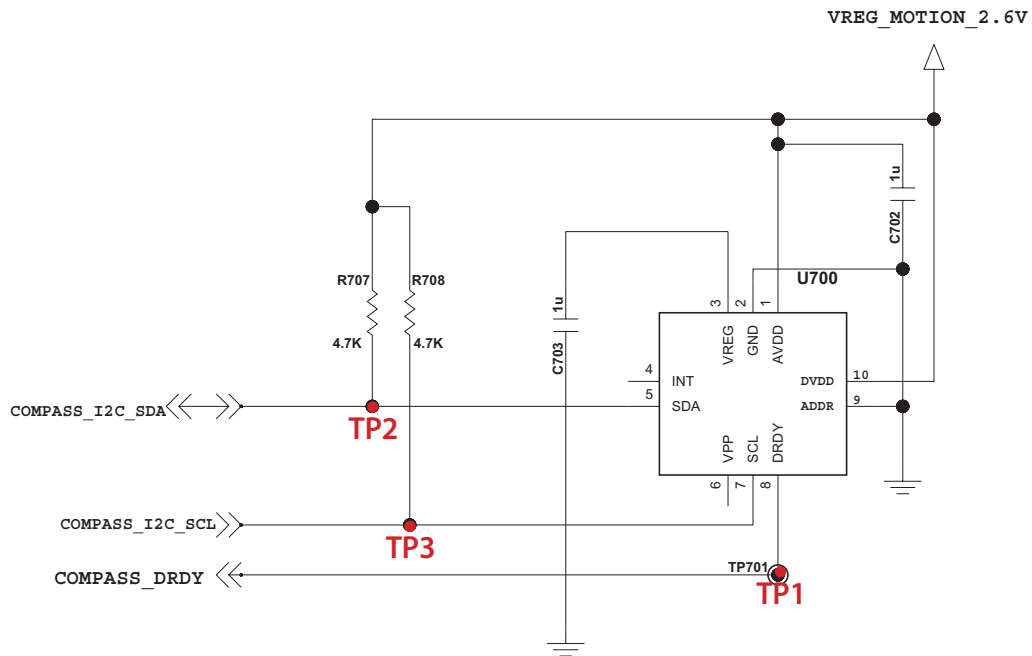 VREG_MOTION_2.6V
1u
C702
R707
R708
U700
3
2
1
1u
4.7K
4.7K
C703
VREG
GND
AVDD
4
INT
DVDD
10
COMPASS_I2C_SDA
5
SDA
ADDR
9
TP2
VPP
SCL
DRDY
6
7
8
COMPASS_I2C_SCL
TP3
COMPASS_DRDY
TP701
TP1